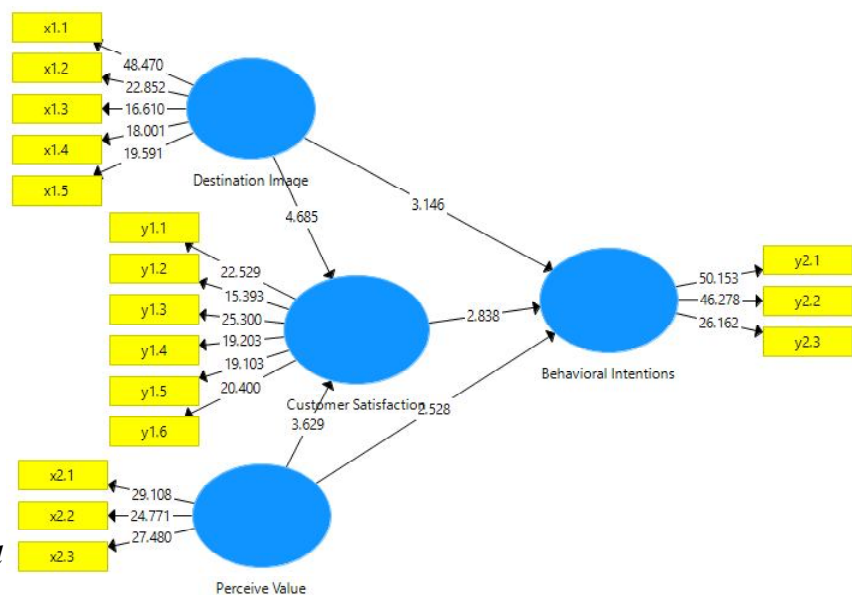 x1.1
x1.2
x1.3
x1.4
x1.5
48.470
22.852
16.610
18.001
19.591
Destination Image
4.685
3.146
y1.1
y1.2
y1.3
y1.4
y1.5
y1.6
22.529
15.393
25.300
19.203
19.103
20.400
Customer Satisfaction
2.838
3.629
2.528
50.153
46.278
26.162
y2.1
y2.2
y2.3
Behavioral Intentions
x2.1
x2.2
x2.3
29.108
24.771
27.480
Perceive Value